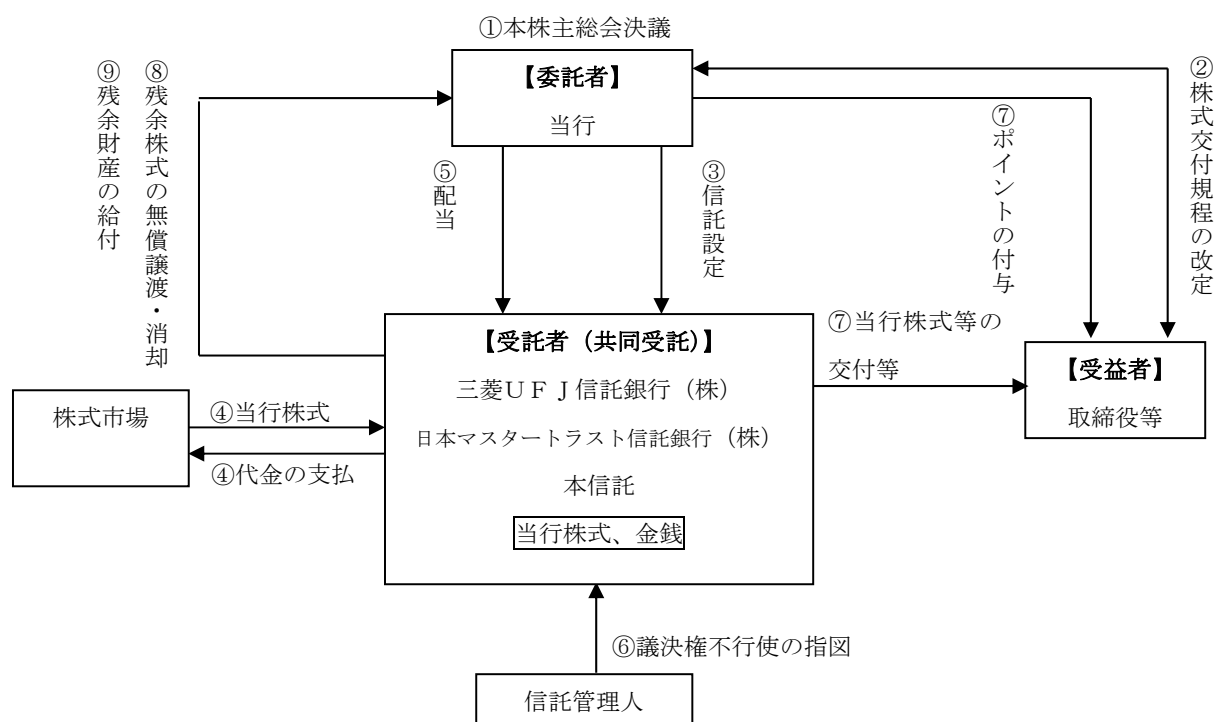 ①本株主総会決議
【委託者】
当行
⑨残余財産の給付
⑧残余株式の無償譲渡・消却
⑤配当
③信託設定
⑦ポイントの付与
②株式交付規程の改定
【受託者（共同受託）】
三菱ＵＦＪ信託銀行（株）
日本マスタートラスト信託銀行（株）
本信託
当行株式、金銭
⑦当行株式等の
交付等
【受益者】
取締役等
株式市場
④当行株式
④代金の支払
⑥議決権不行使の指図
信託管理人